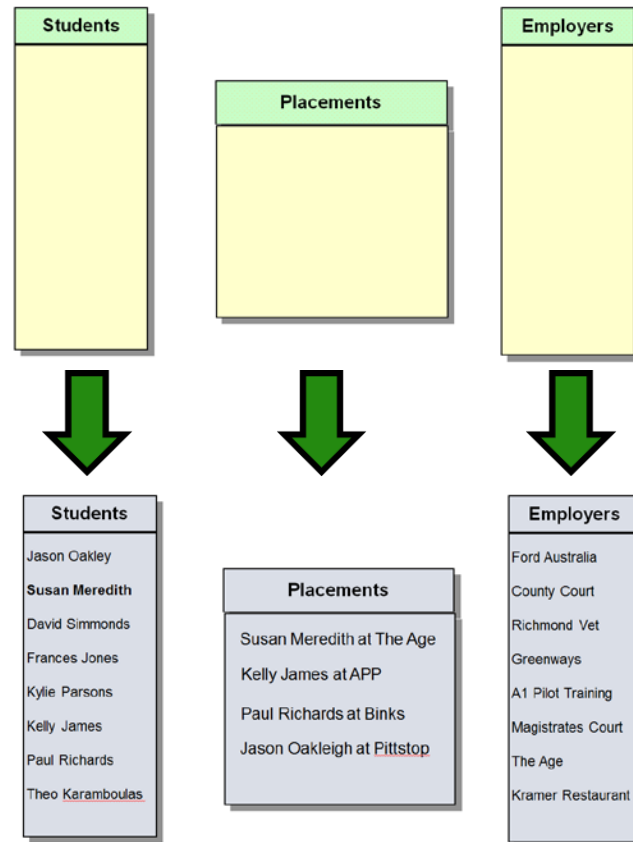 Students
Placements
Employers
Students
Jason Oakley
Susan Meredith
David Simmonds
Frances Jones
Kylie Parsons
Kelly James
Paul Richards
Theo Karamboulas
Placements
Susan Meredith at The Age
Kelly James at APP
Paul Richards at Binks
Jason Oakleigh at Pittstop
Employers
Ford Australia
County Court
Richmond Vet
Greenways
A1 Pilot Training
Magistrates Court
The Age
Kramer Restaurant